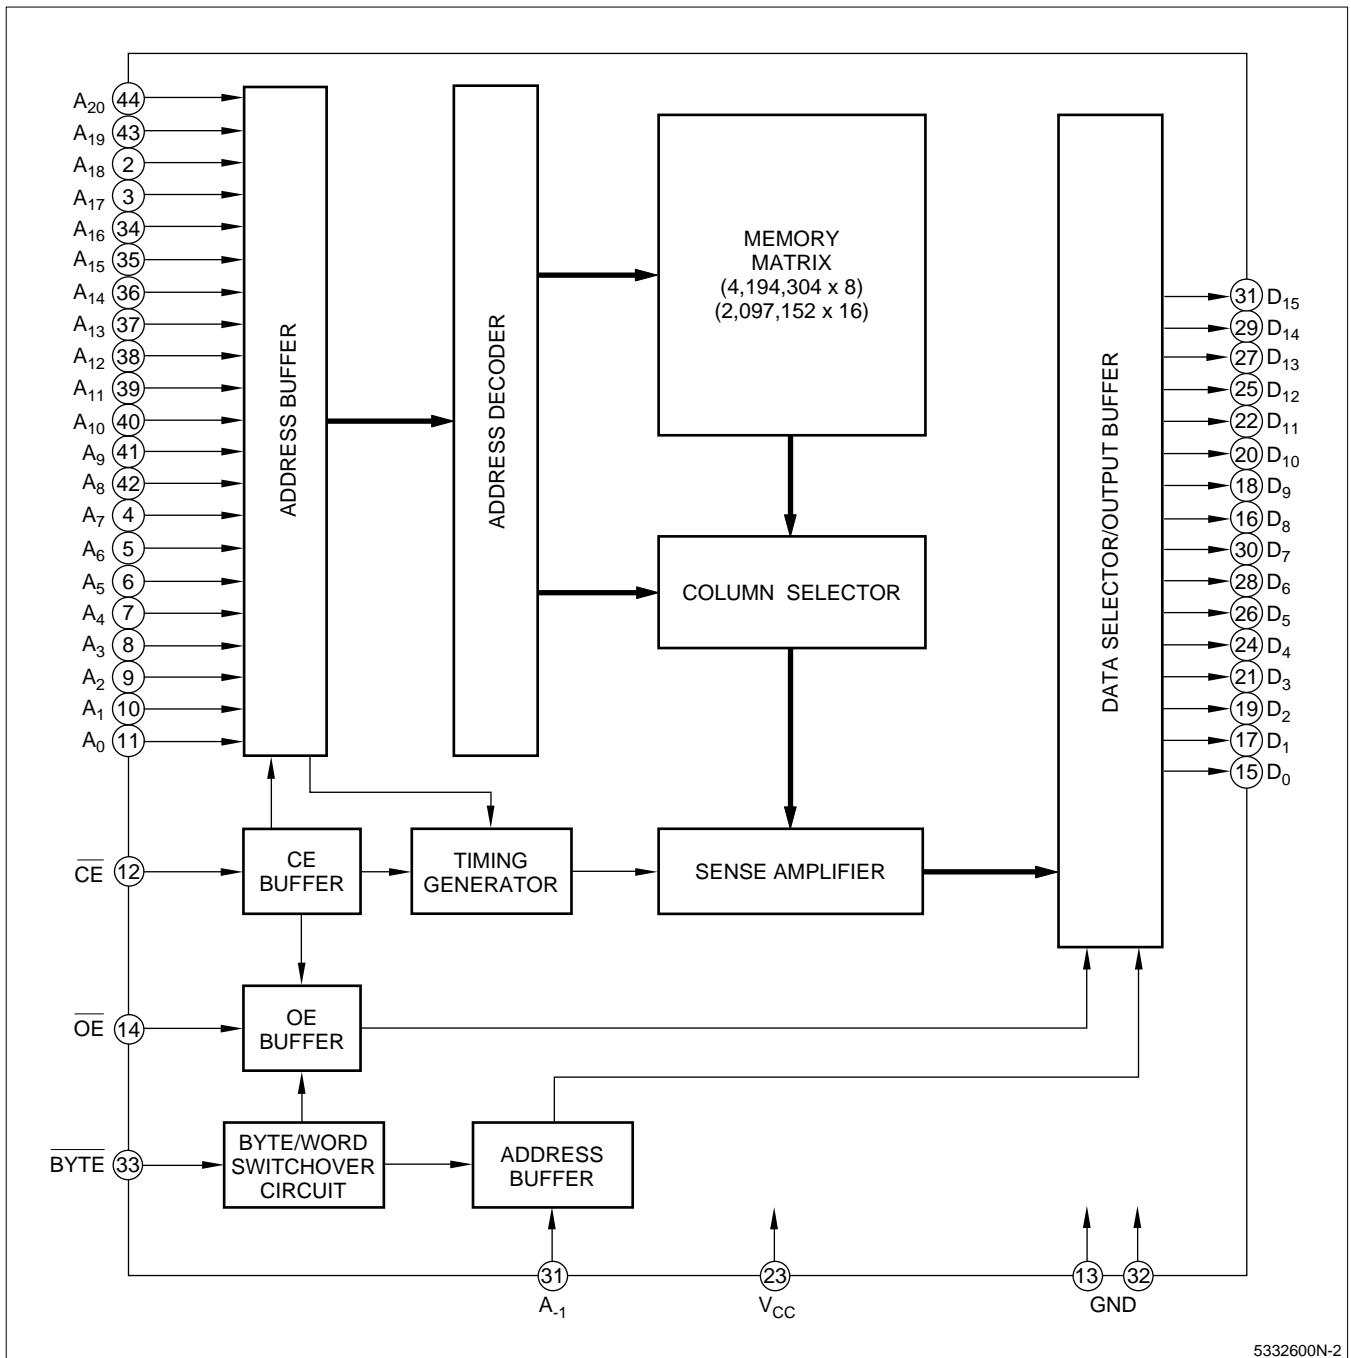 A20 44
A19 43
A18 2
A17 3
A16 34
A15 35
A14 36
A13 37
A12 38
A11 39
A10 40
A9 41
A8 42
A7 4
A6 5
A5 6
A4 7
A3 8
A2 9
A1 10
A0 11
ADDRESS BUFFER
ADDRESS DECODER
MEMORY
MATRIX
(4,194,304 x 8)
(2,097,152 x 16)
COLUMN SELECTOR
DATA SELECTOR/OUTPUT BUFFER
31 D15
29 D14
27 D13
25 D12
22 D11
20 D10
18 D9
16 D8
30 D7
28 D6
26 D5
24 D4
21 D3
19 D2
17 D1
15 D0
CE 12
CE
BUFFER
TIMING
GENERATOR
SENSE AMPLIFIER
OE 14
OE
BUFFER
BYTE 33
BYTE/WORD
SWITCHOVER
CIRCUIT
ADDRESS
BUFFER
31
A-1
23
VCC
13 32
GND
5332600N-2